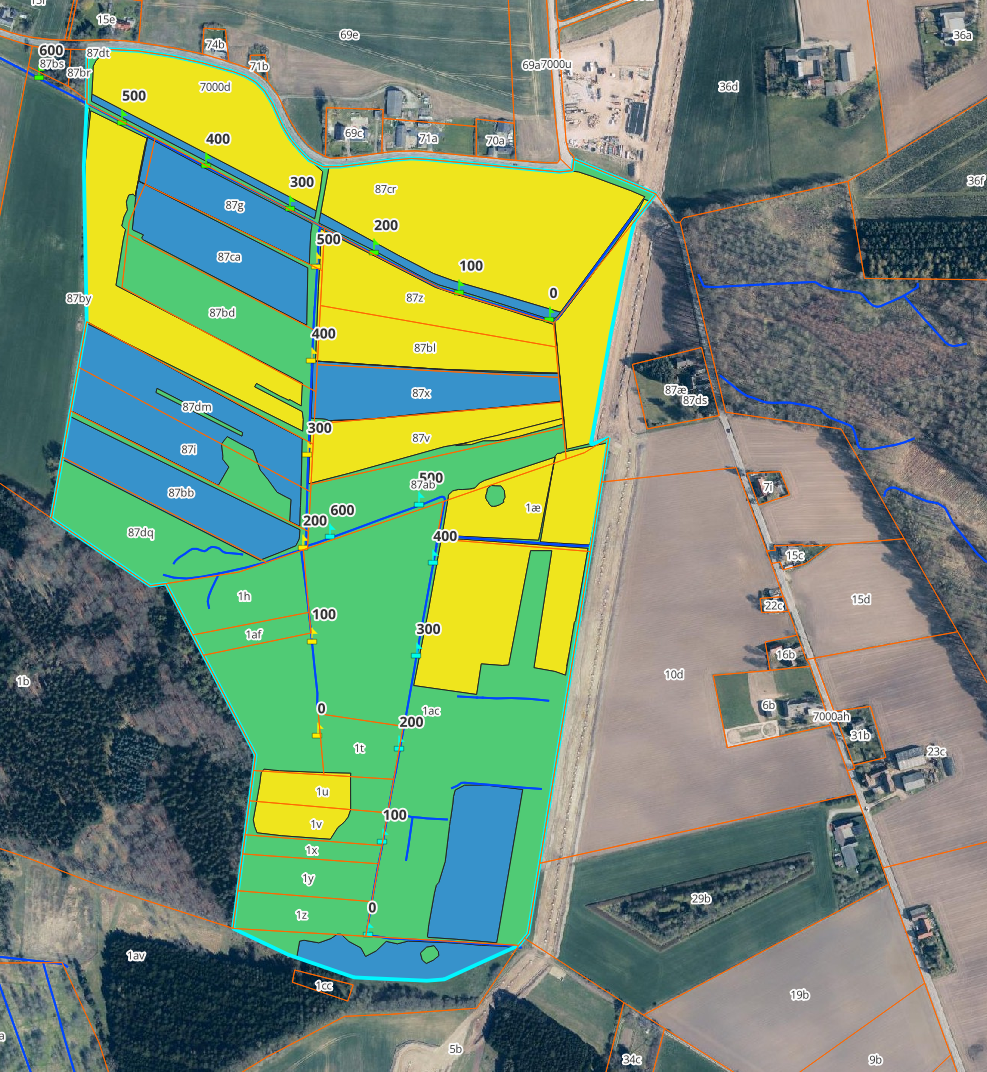 15e
69e
36a
74b
600
87dt
87bs
87br
71b
69a
7000u
7000d
36d
500
400
69c
71a
70a
300
87cr
36f
87g
200
500
87ca
100
0
87by
87z
87bd
400
87bl
87x
87æ
87ds
87dm
300
87v
87i
500
87ab
7i
87bb
1æ
200
600
87dq
400
15c
1h
15d
22c
100
1af
300
16b
10d
1b
0
1ac
6b
200
7000ah
31b
1t
23c
1u
100
1v
1x
1y
29b
0
1z
1av
1cc
19b
5b
34c
9b